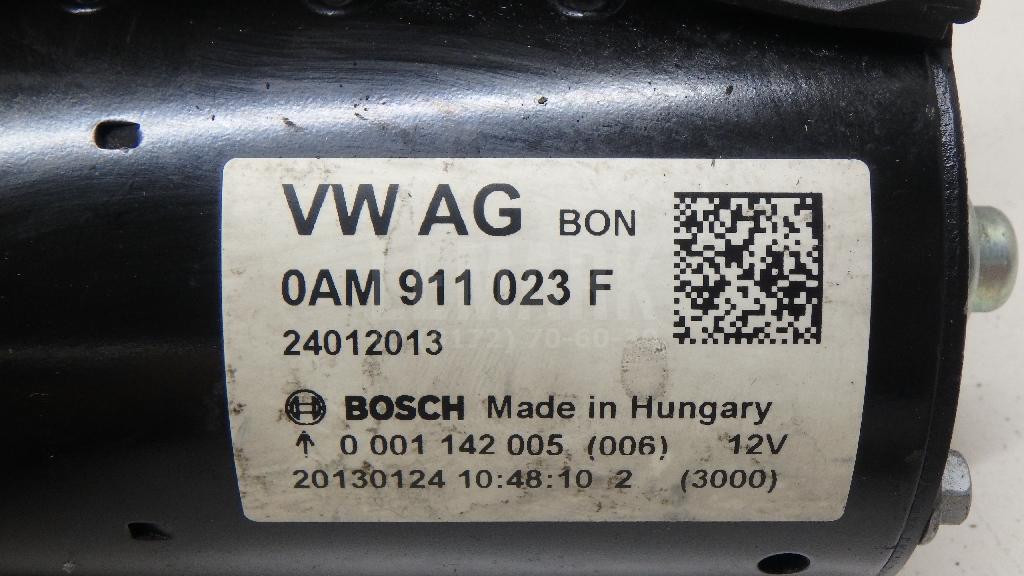 VW AG BON
0AM 911 023 F
24012013
BOSCH Made in Hungary
↑ 0 001 142 005 (006) 12V
20130124 10:48:10 2 (3000)